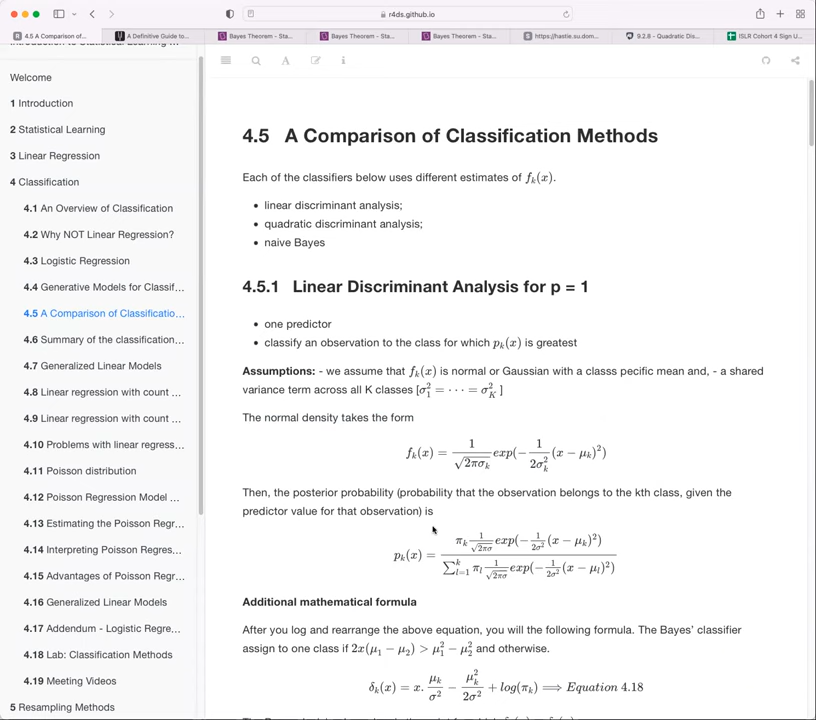 r4ds.github.io
4.5 A Comparison of...
A Definitive Guide to...
Bayes Theorem - Sta...
Bayes Theorem - Sta...
Bayes Theorem - Sta...
https://hastie.su.dom...
9.2.8 - Quadratic Dis...
ISLR Cohort 4 Sign U...
Welcome
1 Introduction
2 Statistical Learning
3 Linear Regression
4 Classification
4.1 An Overview of Classification
4.2 Why NOT Linear Regression?
4.3 Logistic Regression
4.4 Generative Models for Classif...
4.5 A Comparison of Classificatio...
4.6 Summary of the classification...
4.7 Generalized Linear Models
4.8 Linear regression with count ...
4.9 Linear regression with count ...
4.10 Problems with linear regress...
4.11 Poisson distribution
4.12 Poisson Regression Model ...
4.13 Estimating the Poisson Regr...
4.14 Interpreting Poisson Regres...
4.15 Advantages of Poisson Regr...
4.16 Generalized Linear Models
4.17 Addendum - Logistic Regre...
4.18 Lab: Classification Methods
4.19 Meeting Videos
5 Resampling Methods
4.5 A Comparison of Classification Methods
Each of the classifiers below uses different estimates of f_k(x).
• linear discriminant analysis;
• quadratic discriminant analysis;
• naive Bayes
4.5.1 Linear Discriminant Analysis for p = 1
• one predictor
• classify an observation to the class for which p_k(x) is greatest
Assumptions: - we assume that f_k(x) is normal or Gaussian with a classs pecific mean and, - a shared
variance term across all K classes [σ_1^2 = · · · = σ_K^2 ]
The normal density takes the form
f_k(x) = \frac{1}{\sqrt{2πσ_k}} exp(−\frac{1}{2σ_k^2}(x − μ_k)^2)
Then, the posterior probability (probability that the observation belongs to the kth class, given the
predictor value for that observation) is
p_k(x) = \frac{π_k \frac{1}{\sqrt{2πσ}} exp(−\frac{1}{2σ^2}(x − μ_k)^2)}{\sum_{l=1}^k π_l \frac{1}{\sqrt{2πσ}} exp(−\frac{1}{2σ^2}(x − μ_l)^2)}
Additional mathematical formula
After you log and rearrange the above equation, you will the following formula. The Bayes' classifier
assign to one class if 2x(μ_1 − μ_2) > μ_1^2 − μ_2^2 and otherwise.
δ_k(x) = x. \frac{μ_k}{σ^2} − \frac{μ_k^2}{2σ^2} + log(π_k) ⟹ Equation 4.18